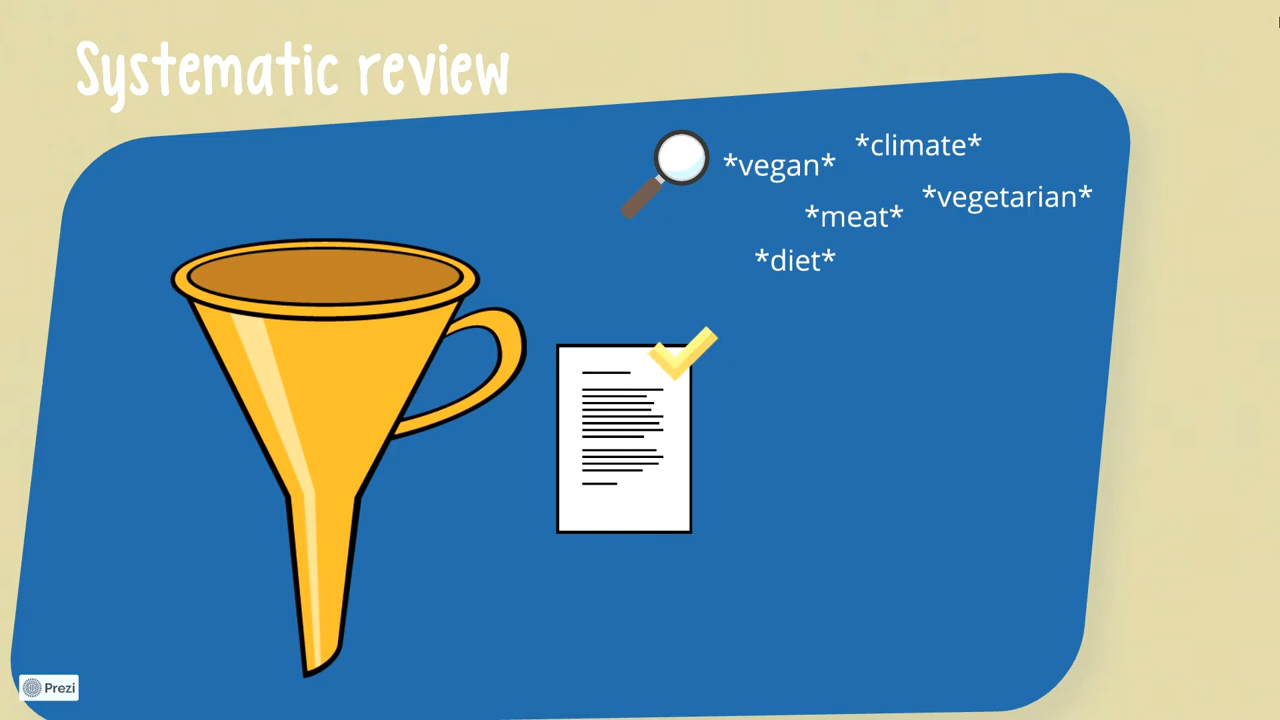 Systematic review
*climate*
*vegan*
*vegetarian*
*meat*
*diet*
Prezi